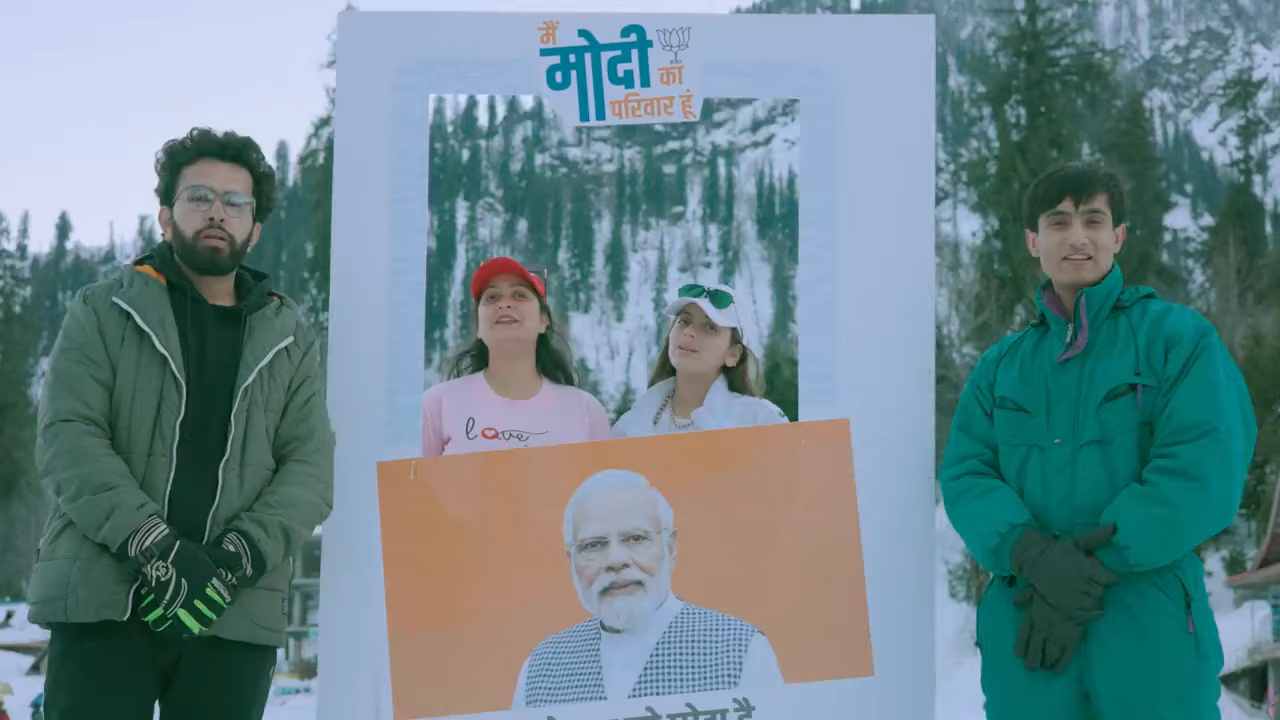 मैं
मोदी
का
परिवार हूं
love
मोदी है